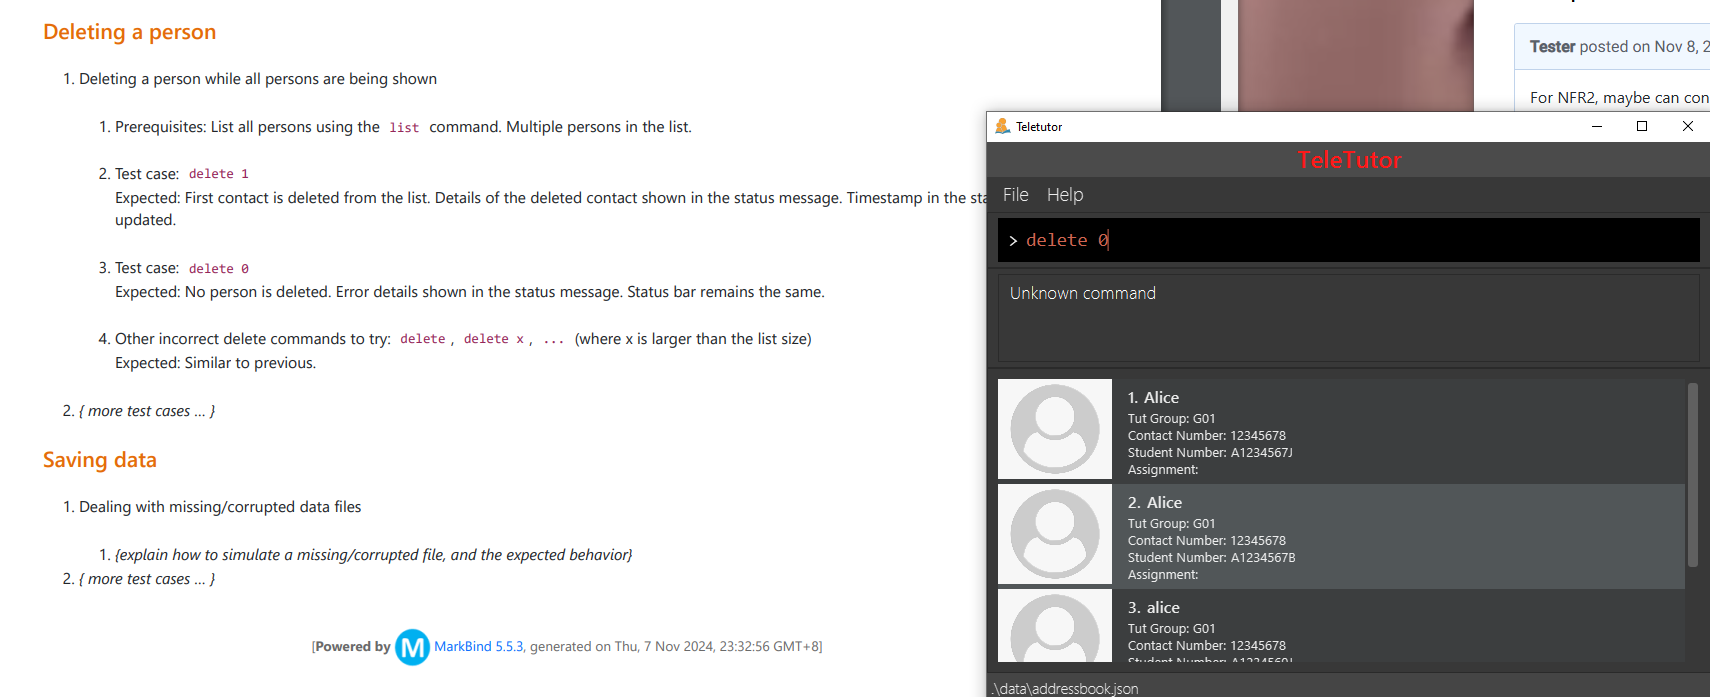 Deleting a person
1. Deleting a person while all persons are being shown
1. Prerequisites: List all persons using the list command. Multiple persons in the list.
2. Test case: delete 1
Expected: First contact is deleted from the list. Details of the deleted contact shown in the status message. Timestamp in the
updated.
3. Test case: delete 0
Expected: No person is deleted. Error details shown in the status message. Status bar remains the same.
4. Other incorrect delete commands to try: delete, delete x, ... (where x is larger than the list size)
Expected: Similar to previous.
2. { more test cases … }
Saving data
1. Dealing with missing/corrupted data files
1. {explain how to simulate a missing/corrupted file, and the expected behavior}
2. { more test cases … }
[Powered by M MarkBind 5.5.3, generated on Thu, 7 Nov 2024, 23:32:56 GMT+8]
Tester posted on Nov 8, 2
For NFR2, maybe can con
Teletutor
TeleTutor
File Help
> delete 0
Unknown command
1. Alice
Tut Group: G01
Contact Number: 12345678
Student Number: A1234567J
Assignment:
2. Alice
Tut Group: G01
Contact Number: 12345678
Student Number: A1234567B
Assignment:
3. alice
Tut Group: G01
Contact Number: 12345678
.\data\addressbook.json